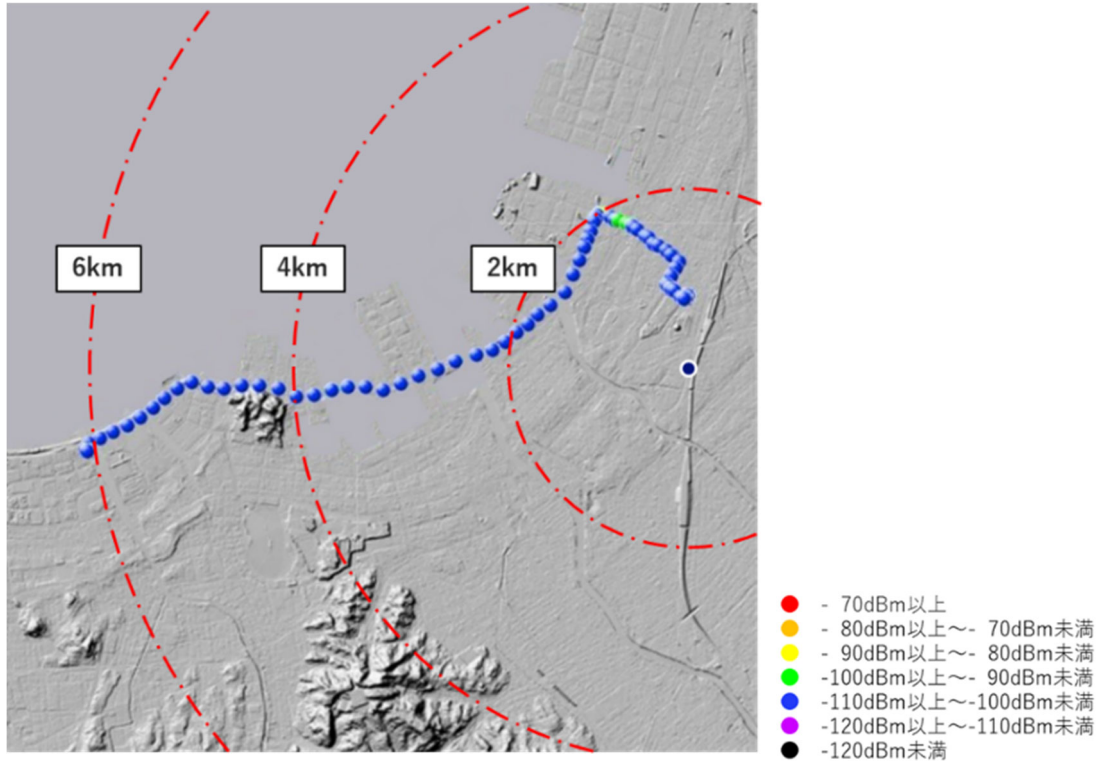 6km
4km
2km
- 70dBm以上
- 80dBm以上～- 70dBm未満
- 90dBm以上～- 80dBm未満
-100dBm以上～- 90dBm未満
-110dBm以上～-100dBm未満
-120dBm以上～-110dBm未満
-120dBm未満